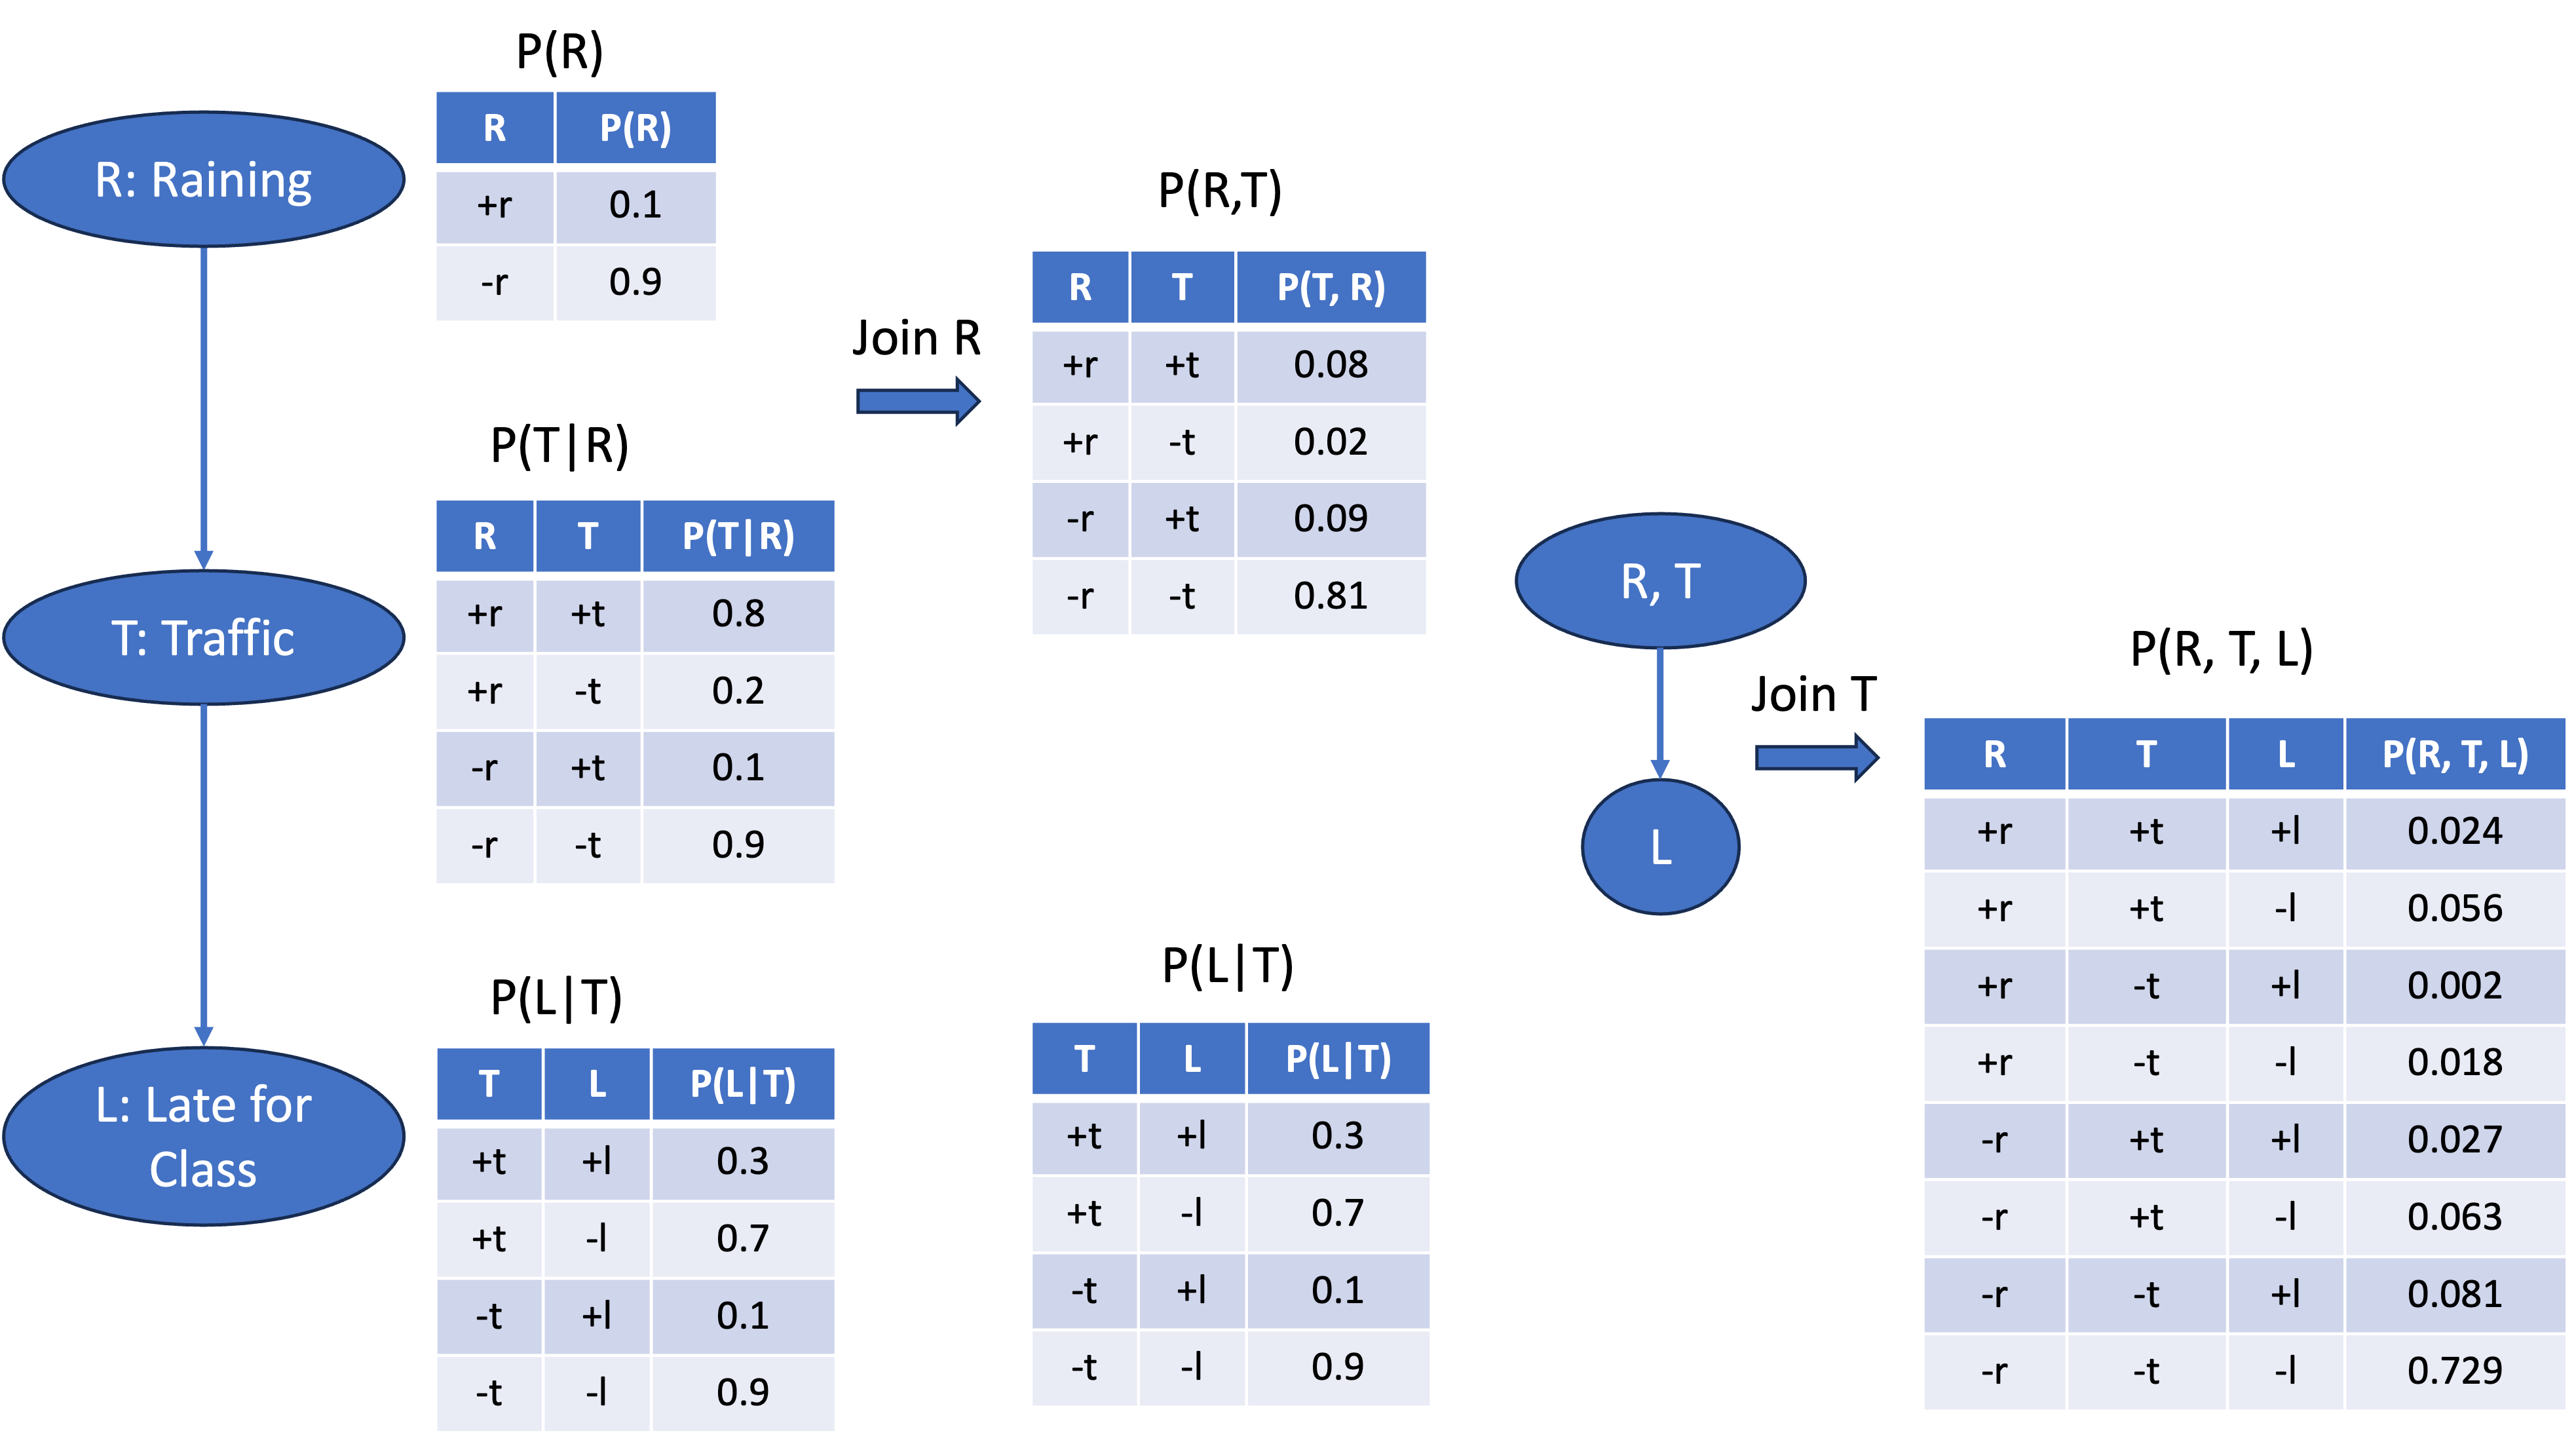 R: Raining
T: Traffic
L: Late for
Class
P(R)
R P(R)
+r 0.1
-r 0.9
P(T|R)
R T P(T|R)
+r +t 0.8
+r -t 0.2
-r +t 0.1
-r -t 0.9
P(L|T)
T L P(L|T)
+t +l 0.3
+t -l 0.7
-t +l 0.1
-t -l 0.9
Join R
P(R,T)
R T P(T, R)
+r +t 0.08
+r -t 0.02
-r +t 0.09
-r -t 0.81
P(L|T)
T L P(L|T)
+t +l 0.3
+t -l 0.7
-t +l 0.1
-t -l 0.9
R, T
L
Join T
P(R, T, L)
R T L P(R, T, L)
+r +t +l 0.024
+r +t -l 0.056
+r -t +l 0.002
+r -t -l 0.018
-r +t +l 0.027
-r +t -l 0.063
-r -t +l 0.081
-r -t -l 0.729